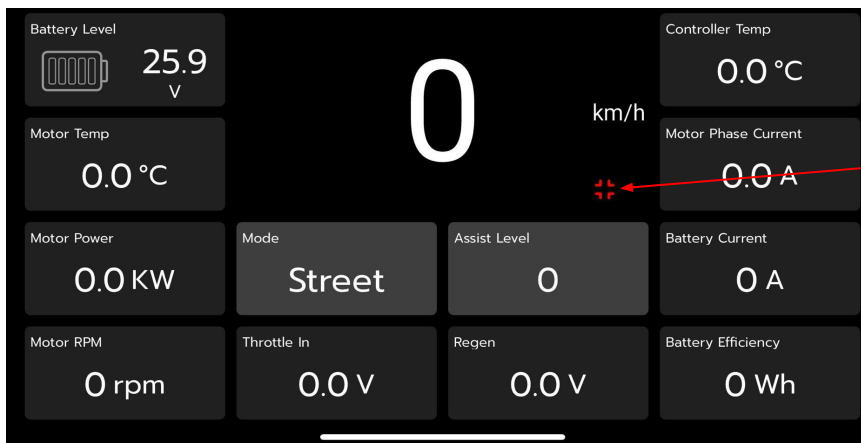 Battery Level
25.9
V
0
km/h
Controller Temp
0.0 °C
Motor Temp
0.0 °C
Motor Phase Current
0.0 A
Motor Power
0.0 KW
Mode
Street
Assist Level
0
Battery Current
0 A
Motor RPM
0 rpm
Throttle In
0.0 V
Regen
0.0 V
Battery Efficiency
0 Wh